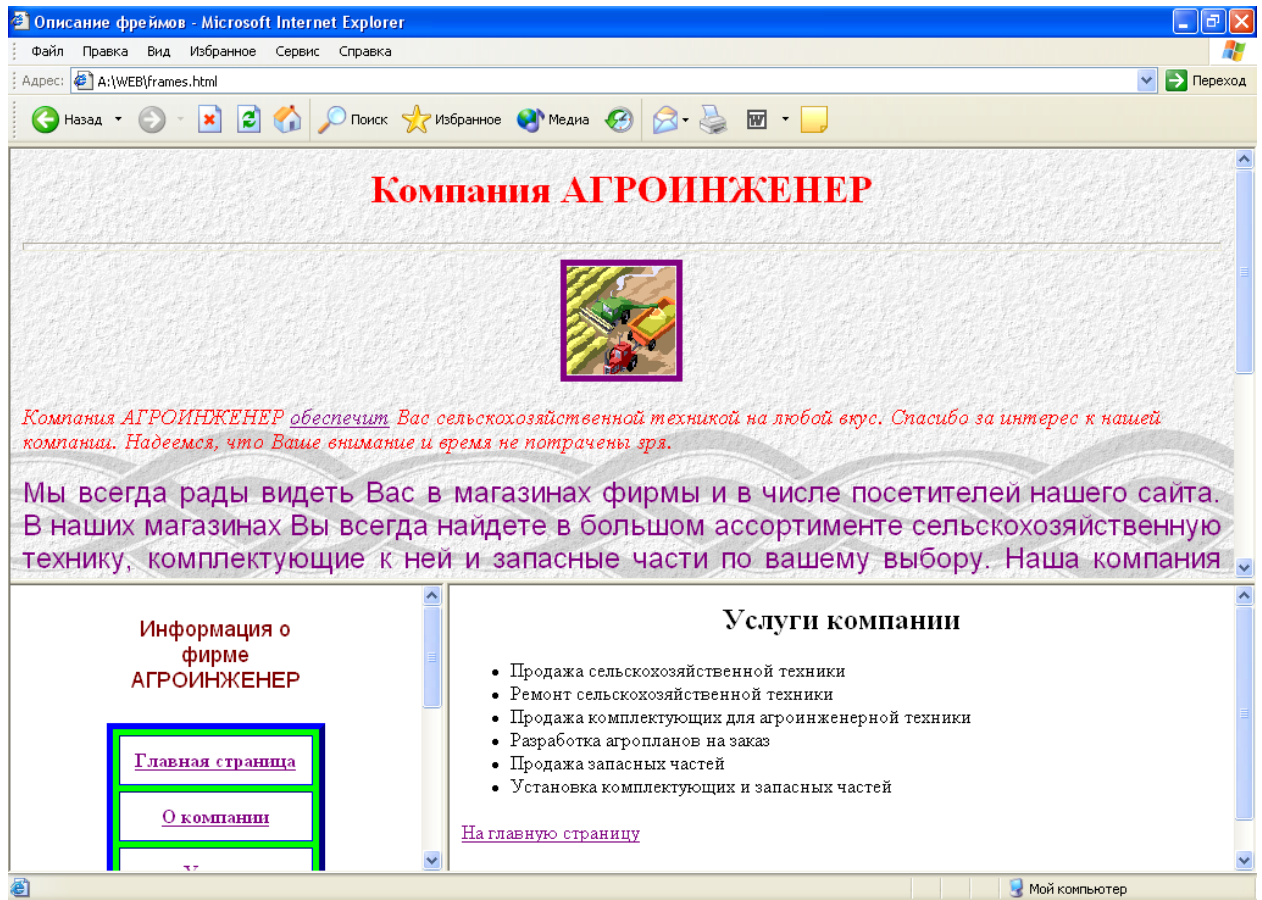 Описание фреймов - Microsoft Internet Explorer
Файл Правка Вид Избранное Сервис Справка
Адрес: A:\WEB\frames.html Переход
Назад Поиск Избранное Медиа
Компания АГРОИНЖЕНЕР
Компания АГРОИНЖЕНЕР обеспечит Вас сельскохозяйственной техникой на любой вкус. Спасибо за интерес к нашей
компании. Надеемся, что Ваше внимание и время не потрачены зря.
Мы всегда рады видеть Вас в магазинах фирмы и в числе посетителей нашего сайта.
В наших магазинах Вы всегда найдете в большом ассортименте сельскохозяйственную
технику, комплектующие к ней и запасные части по вашему выбору. Наша компания
Информация о
фирме
АГРОИНЖЕНЕР
Главная страница
О компании
Услуги компании
Продажа сельскохозяйственной техники
Ремонт сельскохозяйственной техники
Продажа комплектующих для агроинженерной техники
Разработка агропланов на заказ
Продажа запасных частей
Установка комплектующих и запасных частей
На главную страницу
Мой компьютер